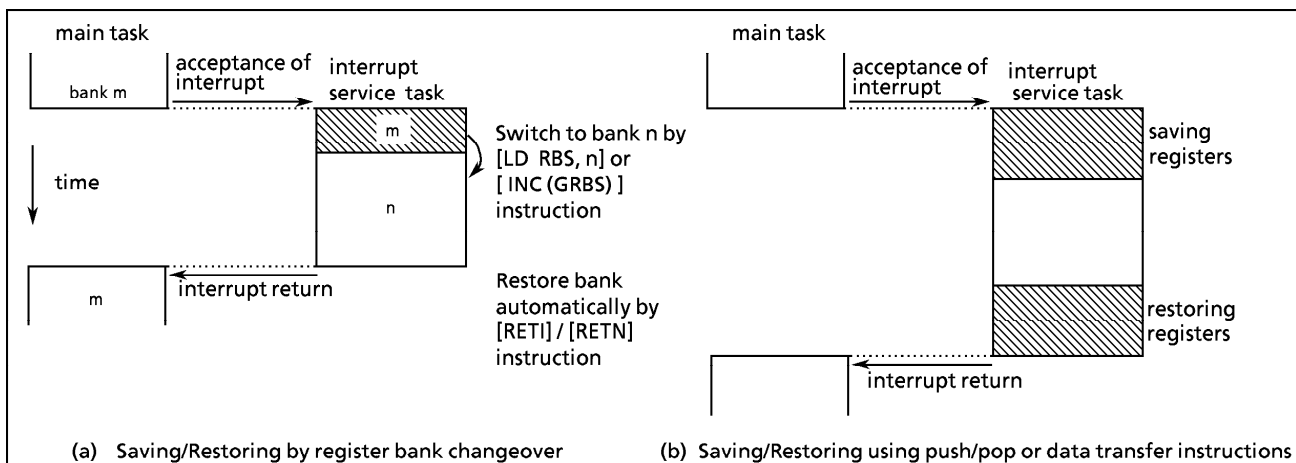 main task
bank m
acceptance of
interrupt
interrupt
service task
m
Switch to bank n by
[LD RBS, n] or
[ INC (GRBS) ]
instruction
time
n
interrupt return
m
Restore bank
automatically by
[RETI] / [RETN]
instruction
(a) Saving/Restoring by register bank changeover
main task
acceptance of
interrupt
interrupt
service task
saving
registers
restoring
registers
interrupt return
(b) Saving/Restoring using push/pop or data transfer instructions